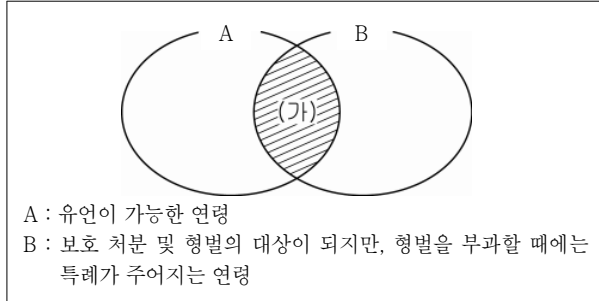 A B
(가)
A : 유언이 가능한 연령
B : 보호 처분 및 형벌의 대상이 되지만, 형벌을 부과할 때에는
특례가 주어지는 연령